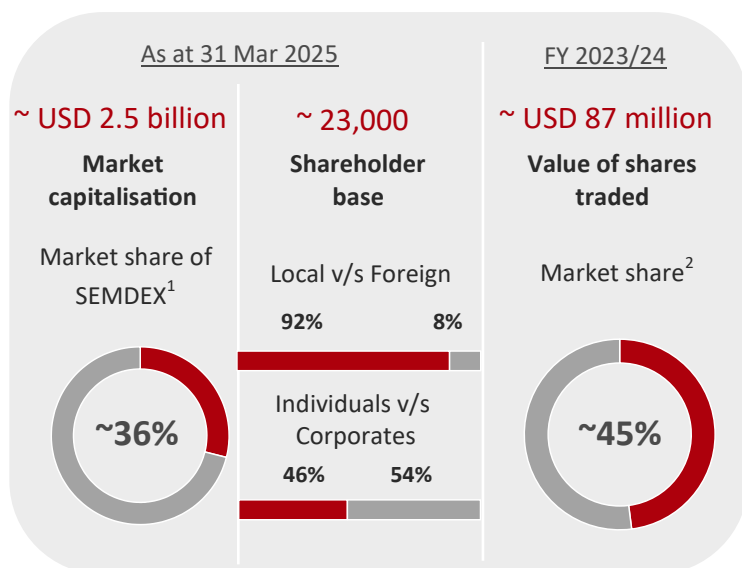 As at 31 Mar 2025
FY 2023/24
~ USD 2.5 billion
Market
capitalisation
Market share of
SEMDEX1
~36%
~ 23,000
Shareholder
base
Local v/s Foreign
92% 8%
Individuals v/s
Corporates
46% 54%
~ USD 87 million
Value of shares
traded
Market share2
~45%